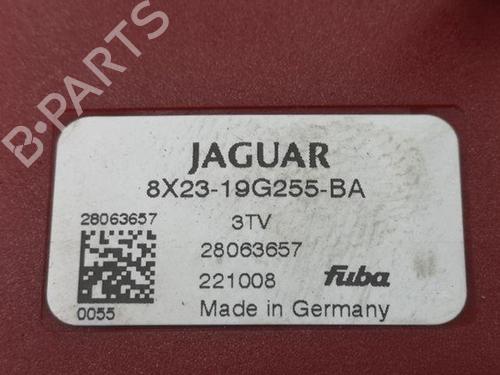 B-PARTS
JAGUAR
8X23-19G255-BA
28063657
3TV
28063657
221008 fuba
0055
Made in Germany